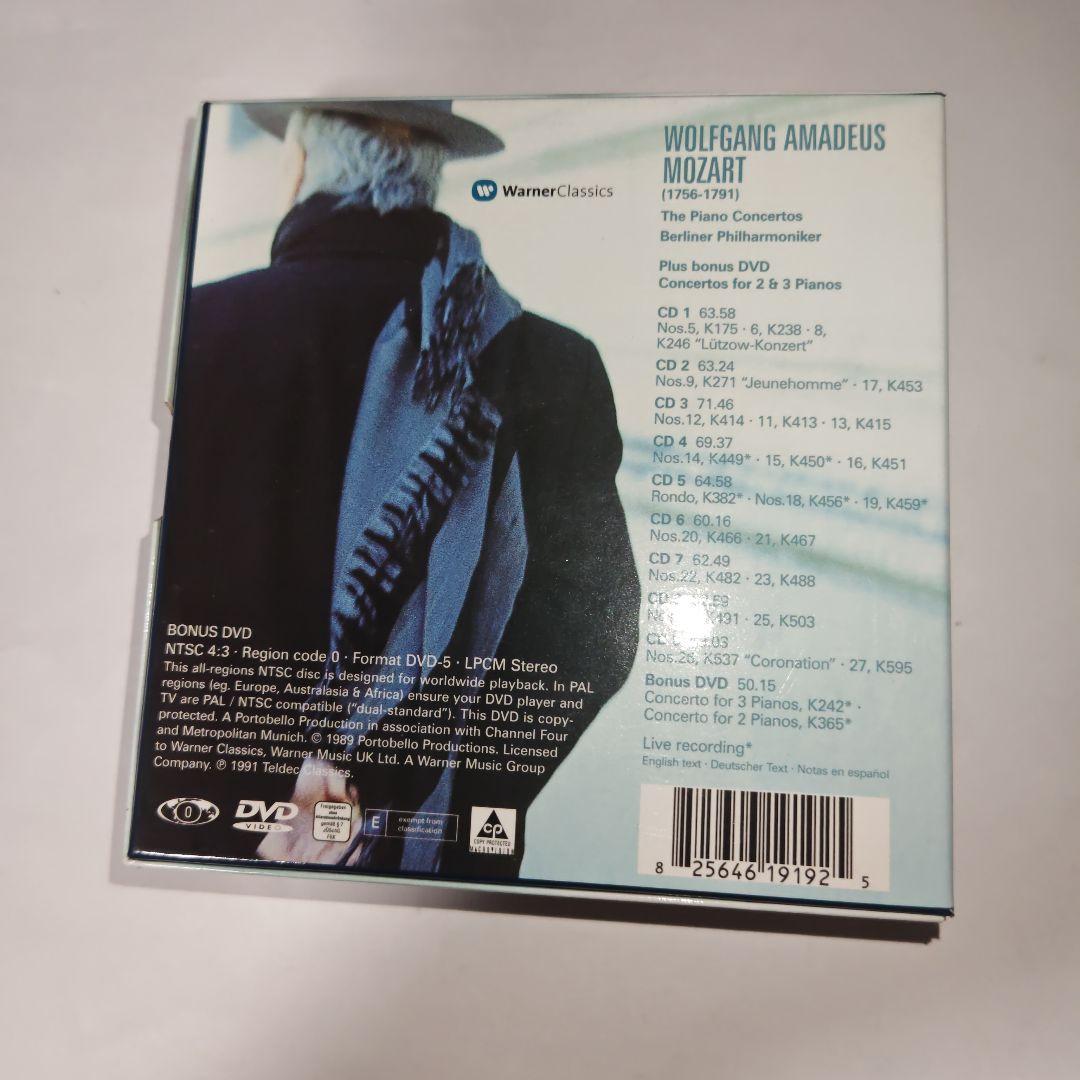 WarnerClassics
WOLFGANG AMADEUS
MOZART
(1756-1791)
The Piano Concertos
Berliner Philharmoniker
Plus bonus DVD
Concertos for 2 & 3 Pianos
CD 1 63.58
Nos.5, K175 · 6, K238 · 8,
K246 “Lützow-Konzert”
CD 2 63.24
Nos.9, K271 “Jeunehomme” · 17, K453
CD 3 71.46
Nos.12, K414 · 11, K413 · 13, K415
CD 4 69.37
Nos.14, K449* · 15, K450* · 16, K451
CD 5 64.58
Rondo, K382* · Nos.18, K456* · 19, K459*
CD 6 60.16
Nos.20, K466 · 21, K467
CD 7 62.49
Nos.22, K482 · 23, K488
25, K503
Nos.26, K537 “Coronation” · 27, K595
Bonus DVD 50.15
Concerto for 3 Pianos, K242* ·
Concerto for 2 Pianos, K365*
Live recording*
English text · Deutscher Text · Notas en español
BONUS DVD
NTSC 4:3 · Region code 0 · Format DVD-5 · LPCM Stereo
This all-regions NTSC disc is designed for worldwide playback. In PAL
regions (eg. Europe, Australasia & Africa) ensure your DVD player and
TV are PAL / NTSC compatible (“dual-standard”). This DVD is copy-
protected. A Portobello Production in association with Channel Four
and Metropolitan Munich. © 1989 Portobello Productions. Licensed
to Warner Classics, Warner Music UK Ltd. A Warner Music Group
Company. ℗ 1991 Teldec Classics.
0
DVD
VIDEO
Freigegeben
ohne
Altersbeschränkung
gemäß § 7
JÖSchG
FSK
E
exempt from
classification
cp
COPY PROTECTED
MACROVISION
8 25646 19192 5